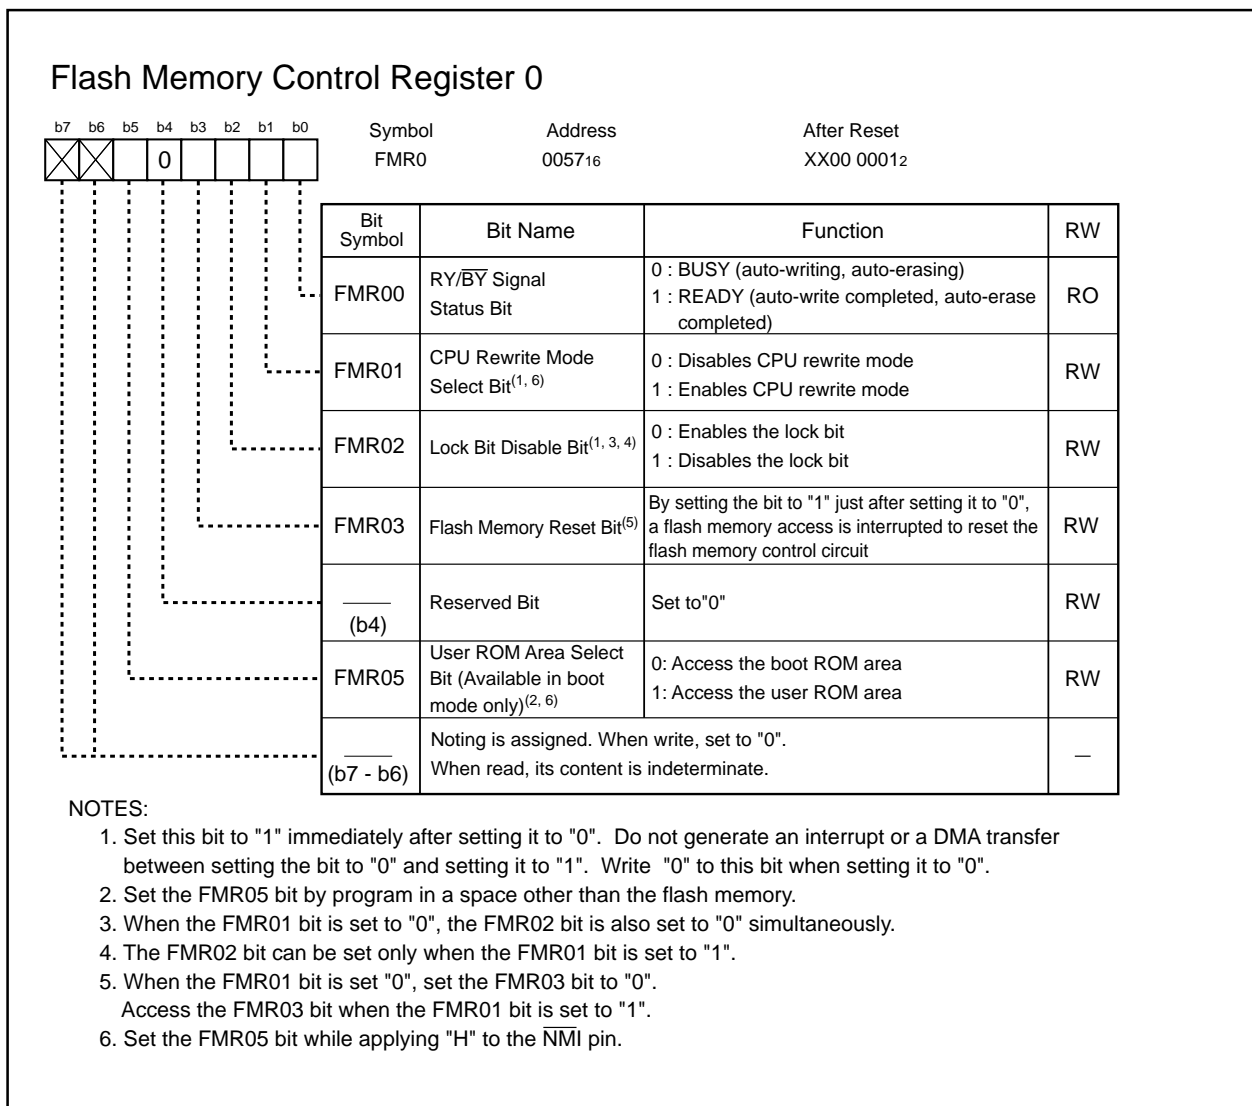 Flash Memory Control Register 0
b7 b6 b5 b4 b3 b2 b1 b0
Symbol Address After Reset
0 FMR0 005716 XX00 00012
Bit Symbol Bit Name Function RW
FMR00 RY/BY Signal Status Bit
0 : BUSY (auto-writing, auto-erasing)
1 : READY (auto-write completed, auto-erase
completed)
RO
FMR01 CPU Rewrite Mode Select Bit(1, 6)
0 : Disables CPU rewrite mode
1 : Enables CPU rewrite mode
RW
FMR02 Lock Bit Disable Bit(1, 3, 4)
0 : Enables the lock bit
1 : Disables the lock bit
RW
FMR03 Flash Memory Reset Bit(5)
By setting the bit to "1" just after setting it to "0",
a flash memory access is interrupted to reset the
flash memory control circuit
RW
(b4) Reserved Bit Set to"0" RW
FMR05 User ROM Area Select
Bit (Available in boot
mode only)(2, 6)
0: Access the boot ROM area
1: Access the user ROM area
RW
(b7 - b6)
Noting is assigned. When write, set to "0".
When read, its content is indeterminate.
—
NOTES:
1. Set this bit to "1" immediately after setting it to "0". Do not generate an interrupt or a DMA transfer
between setting the bit to "0" and setting it to "1". Write "0" to this bit when setting it to "0".
2. Set the FMR05 bit by program in a space other than the flash memory.
3. When the FMR01 bit is set to "0", the FMR02 bit is also set to "0" simultaneously.
4. The FMR02 bit can be set only when the FMR01 bit is set to "1".
5. When the FMR01 bit is set "0", set the FMR03 bit to "0".
Access the FMR03 bit when the FMR01 bit is set to "1".
6. Set the FMR05 bit while applying "H" to the NMI pin.